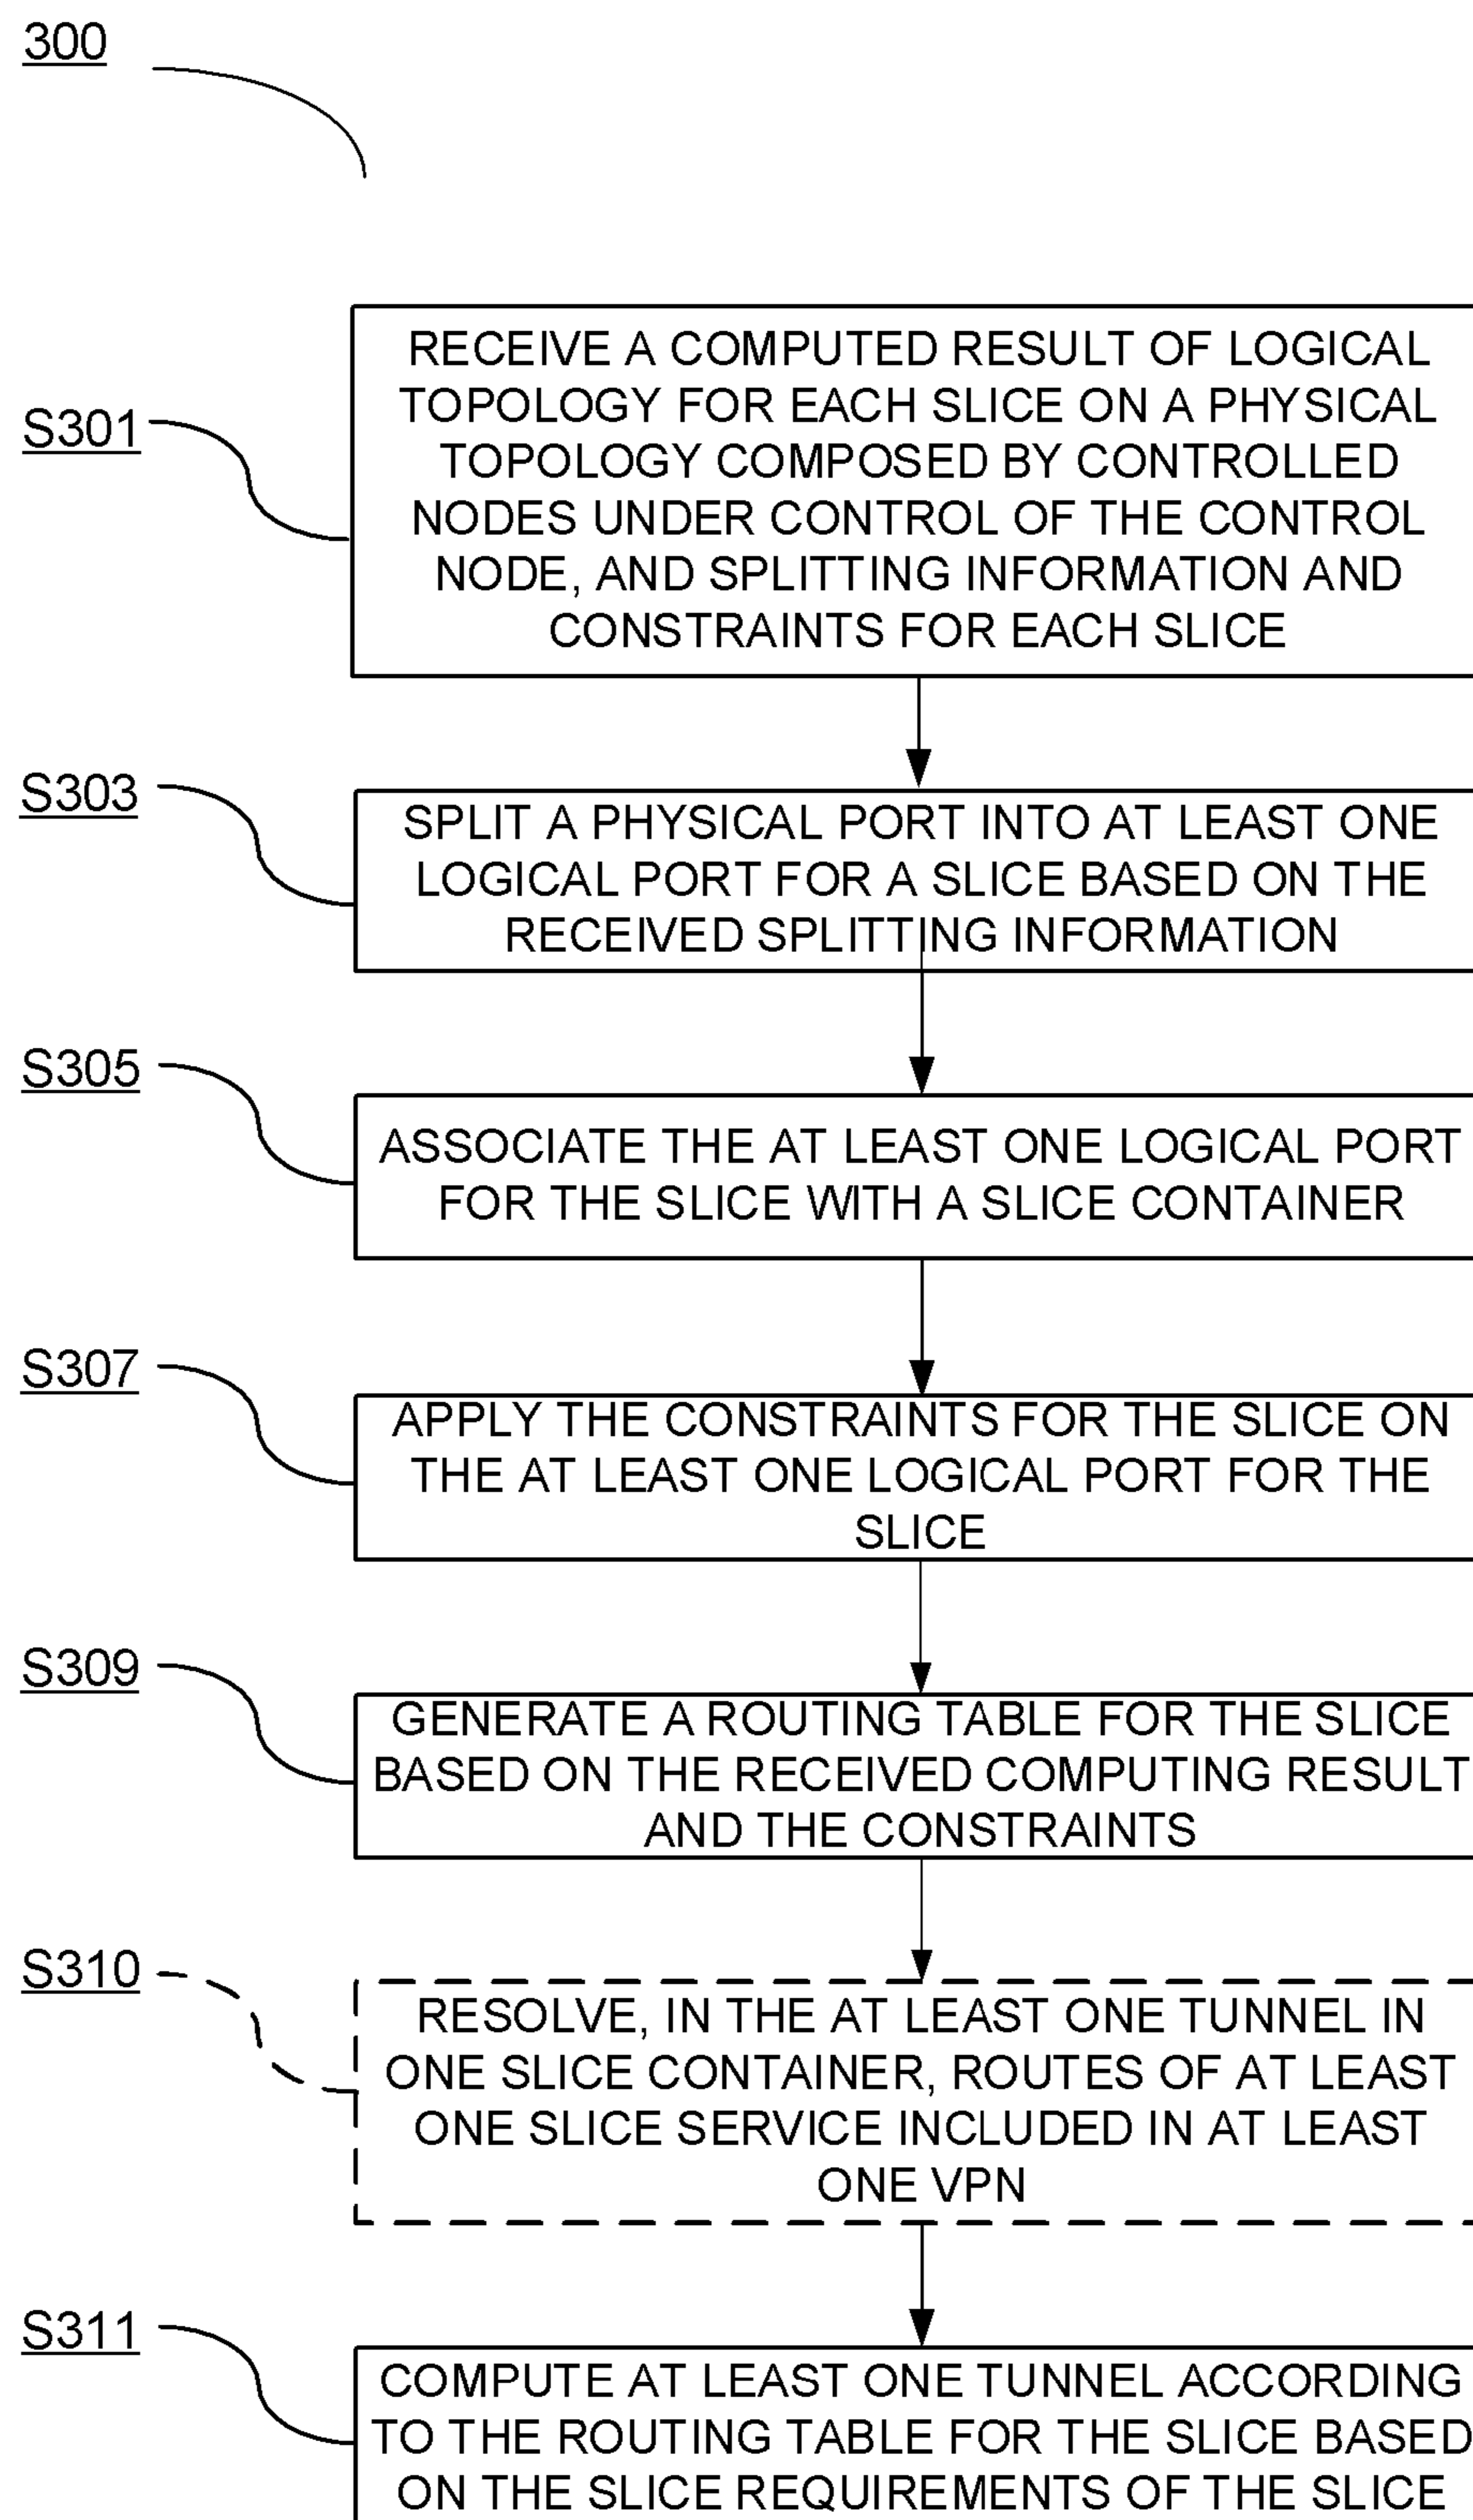 300
S301
RECEIVE A COMPUTED RESULT OF LOGICAL
TOPOLOGY FOR EACH SLICE ON A PHYSICAL
TOPOLOGY COMPOSED BY CONTROLLED
NODES UNDER CONTROL OF THE CONTROL
NODE, AND SPLITTING INFORMATION AND
CONSTRAINTS FOR EACH SLICE
S303
SPLIT A PHYSICAL PORT INTO AT LEAST ONE
LOGICAL PORT FOR A SLICE BASED ON THE
RECEIVED SPLITTING INFORMATION
S305
ASSOCIATE THE AT LEAST ONE LOGICAL PORT
FOR THE SLICE WITH A SLICE CONTAINER
S307
APPLY THE CONSTRAINTS FOR THE SLICE ON
THE AT LEAST ONE LOGICAL PORT FOR THE
SLICE
S309
GENERATE A ROUTING TABLE FOR THE SLICE
BASED ON THE RECEIVED COMPUTING RESULT
AND THE CONSTRAINTS
S310
RESOLVE, IN THE AT LEAST ONE TUNNEL IN
ONE SLICE CONTAINER, ROUTES OF AT LEAST
ONE SLICE SERVICE INCLUDED IN AT LEAST
ONE VPN
S311
COMPUTE AT LEAST ONE TUNNEL ACCORDING
TO THE ROUTING TABLE FOR THE SLICE BASED
ON THE SLICE REQUIREMENTS OF THE SLICE